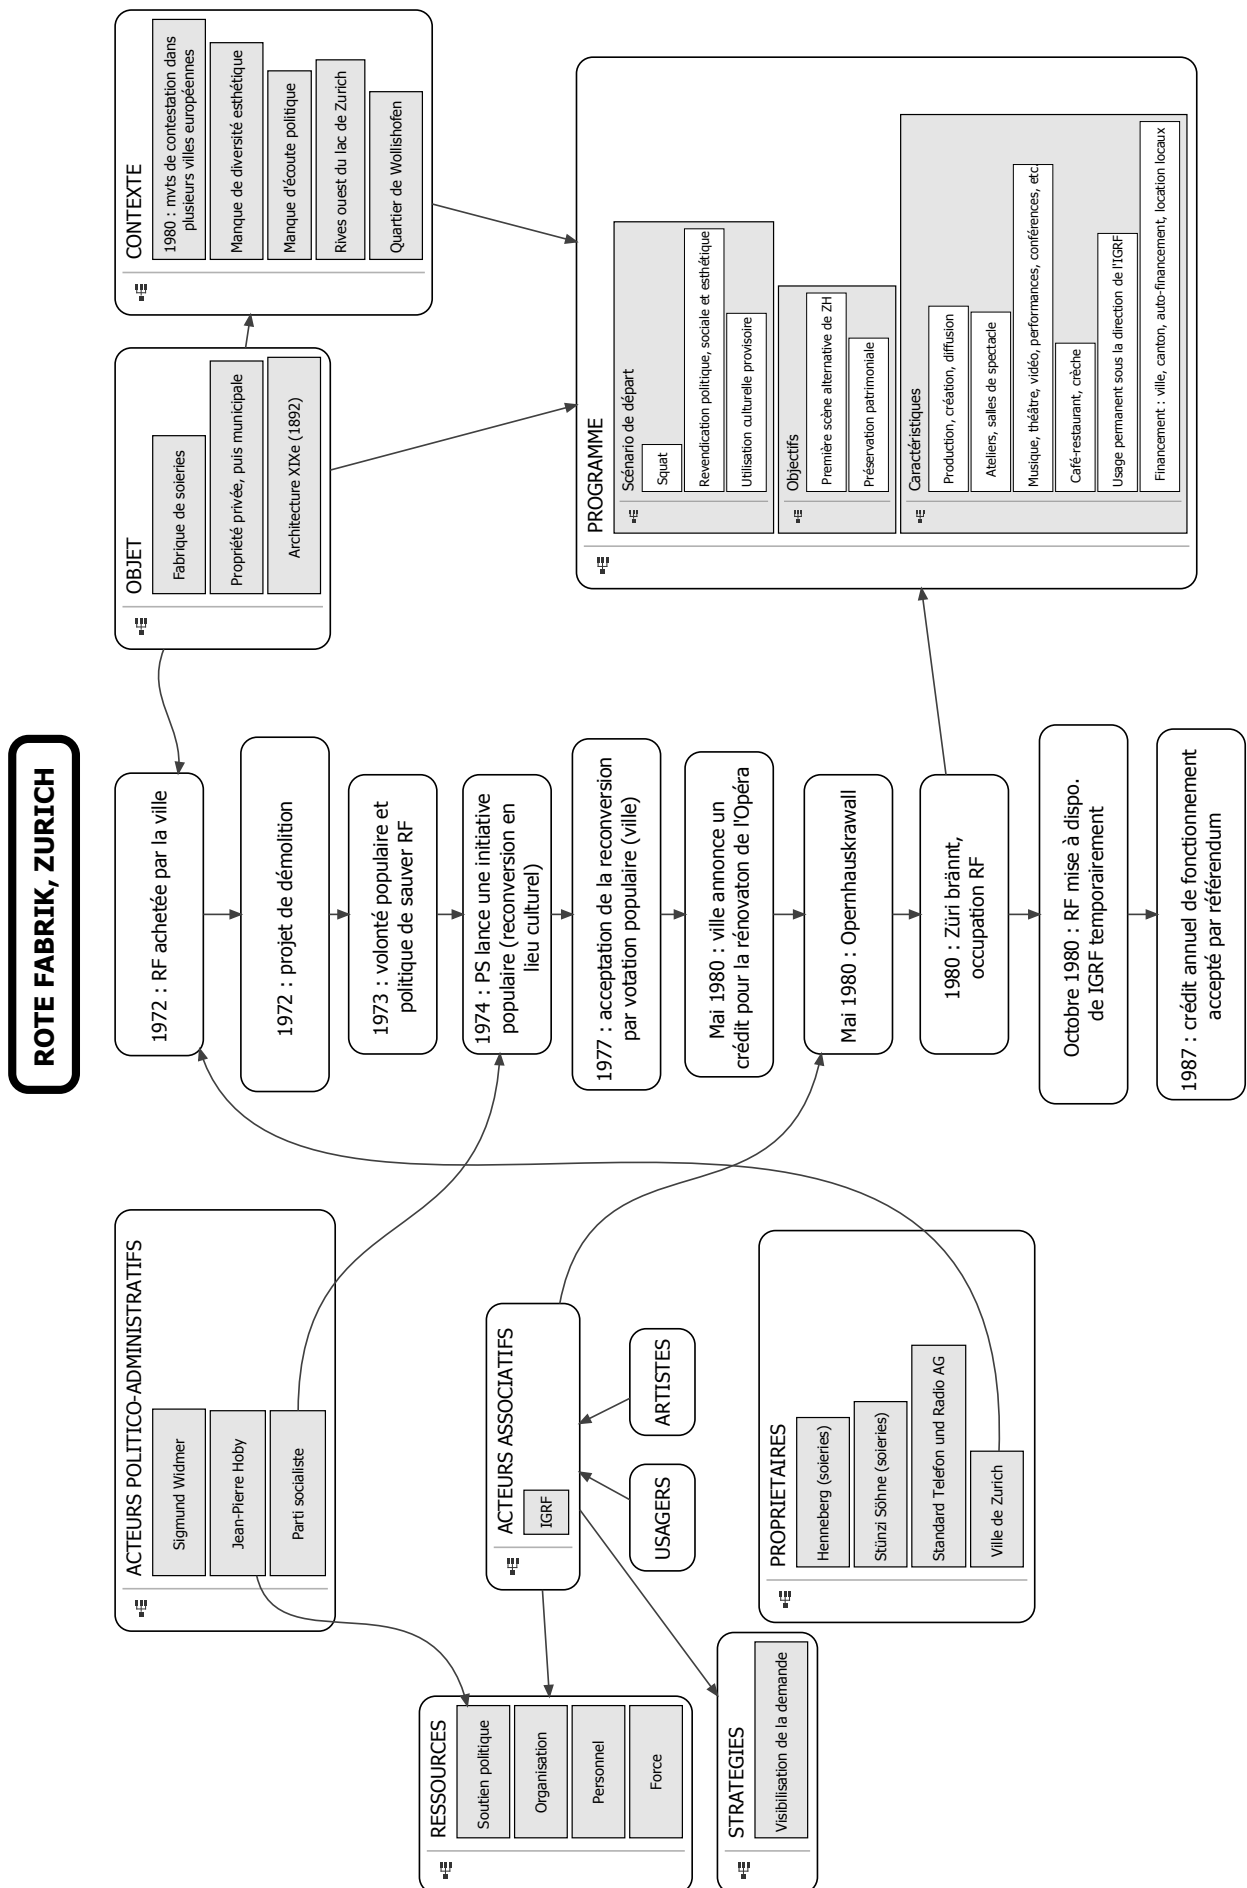 ROTE FABRIK, ZURICH
RESSOURCES
Soutien politique
Organisation
Personnel
Force
STRATEGIES
Visibilisation de la demande
ACTEURS POLITICO-ADMINISTRATIFS
Sigmund Widmer
Jean-Pierre Hoby
Parti socialiste
ACTEURS ASSOCIATIFS
IGRF
USAGERS
ARTISTES
PROPRIETAIRES
Henneberg (soieries)
Stünzi Söhne (soieries)
Standard Telefon und Radio AG
Ville de Zurich
1972 : RF achetée par la ville
1972 : projet de démolition
1973 : volonté populaire et
politique de sauver RF
1974 : PS lance une initiative
populaire (reconversion en
lieu culturel)
1977 : acceptation de la reconversion
par votation populaire (ville)
Mai 1980 : ville annonce un
crédit pour la rénovaton de l'Opéra
Mai 1980 : Opernhauskrawall
1980 : Züri brännt,
occupation RF
Octobre 1980 : RF mise à dispo.
de IGRF temporairement
1987 : crédit annuel de fonctionnement
accepté par référendum
OBJET
Fabrique de soieries
Propriété privée, puis municipale
Architecture XIXe (1892)
CONTEXTE
1980 : mvts de contestation dans
plusieurs villes européennes
Manque de diversité esthétique
Manque d'écoute politique
Rives ouest du lac de Zurich
Quartier de Wollishofen
PROGRAMME
Scénario de départ
Squat
Revendication politique, sociale et esthétique
Utilisation culturelle provisoire
Objectifs
Première scène alternative de ZH
Préservation patrimoniale
Caractéristiques
Production, création, diffusion
Ateliers, salles de spectacle
Musique, théâtre, vidéo, performances, conférences, etc.
Café-restaurant, crèche
Usage permanent sous la direction de l'IGRF
Financement : ville, canton, auto-financement, location locaux